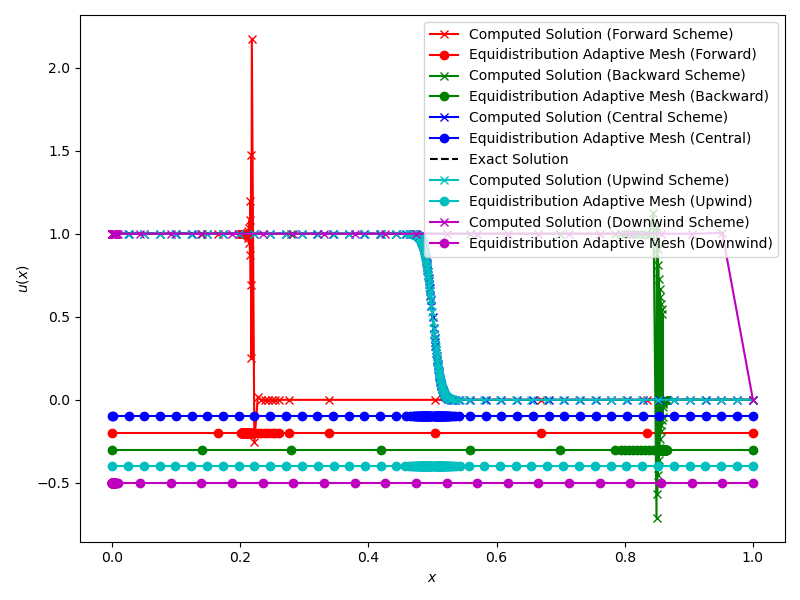 Computed Solution (Forward Scheme)
Equidistribution Adaptive Mesh (Forward)
Computed Solution (Backward Scheme)
Equidistribution Adaptive Mesh (Backward)
Computed Solution (Central Scheme)
Equidistribution Adaptive Mesh (Central)
Exact Solution
Computed Solution (Upwind Scheme)
Equidistribution Adaptive Mesh (Upwind)
Computed Solution (Downwind Scheme)
Equidistribution Adaptive Mesh (Downwind)
2.0
1.5
1.0
0.5
0.0
−0.5
u(x)
0.0 0.2 0.4 0.6 0.8 1.0
x